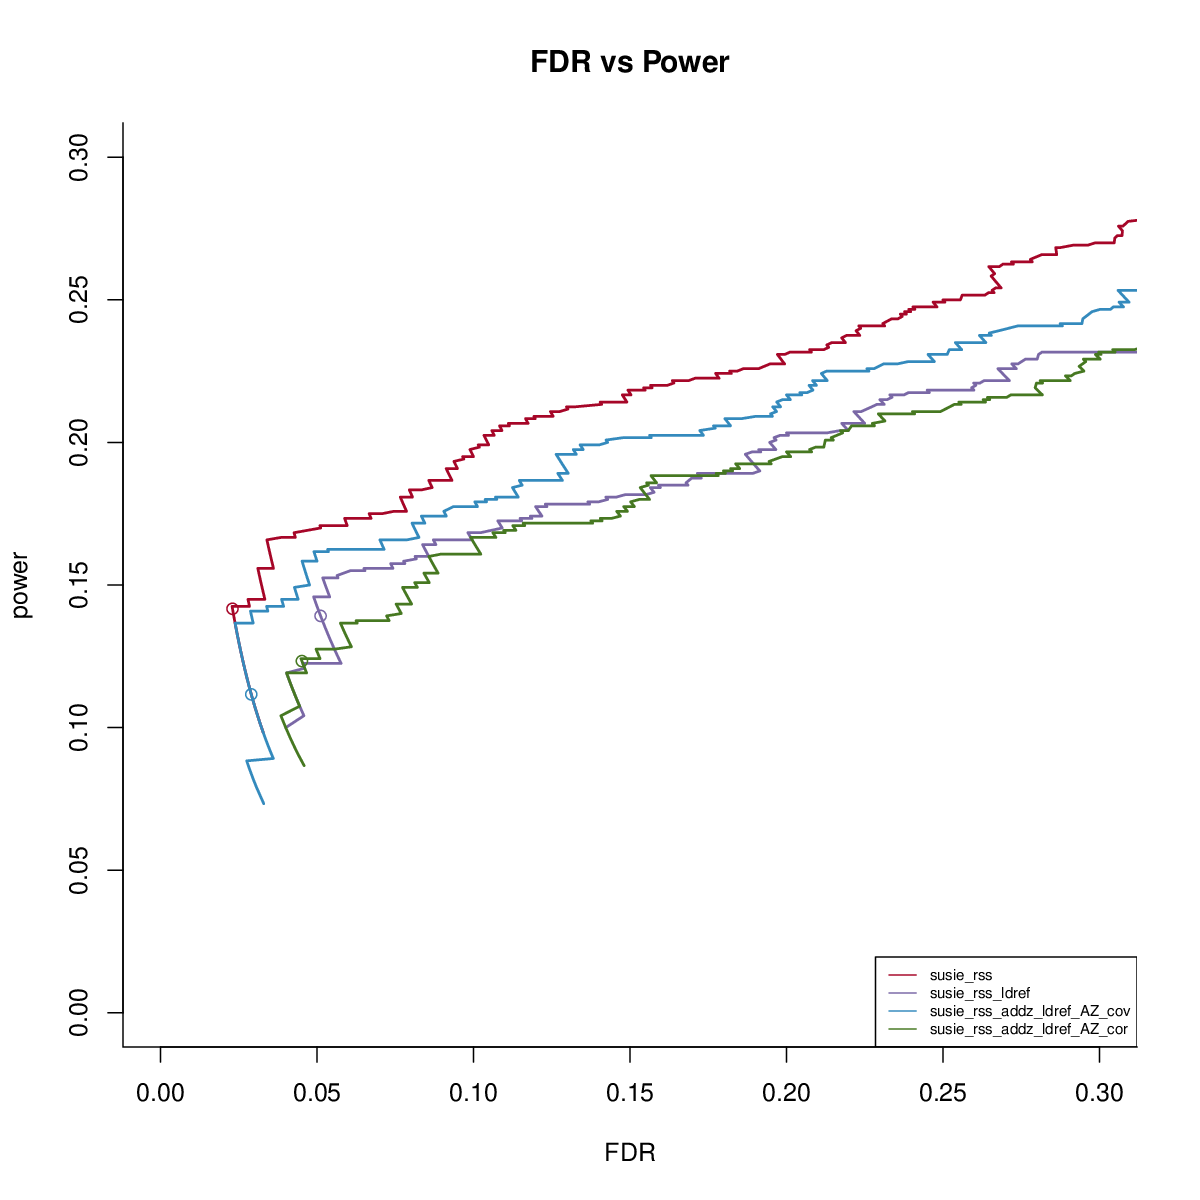 FDR vs Power
power
0.30
0.25
0.20
0.15
0.10
0.05
0.00
susie_rss
susie_rss_ldref
susie_rss_addz_ldref_AZ_cov
susie_rss_addz_ldref_AZ_cor
0.00 0.05 0.10 0.15 0.20 0.25 0.30
FDR